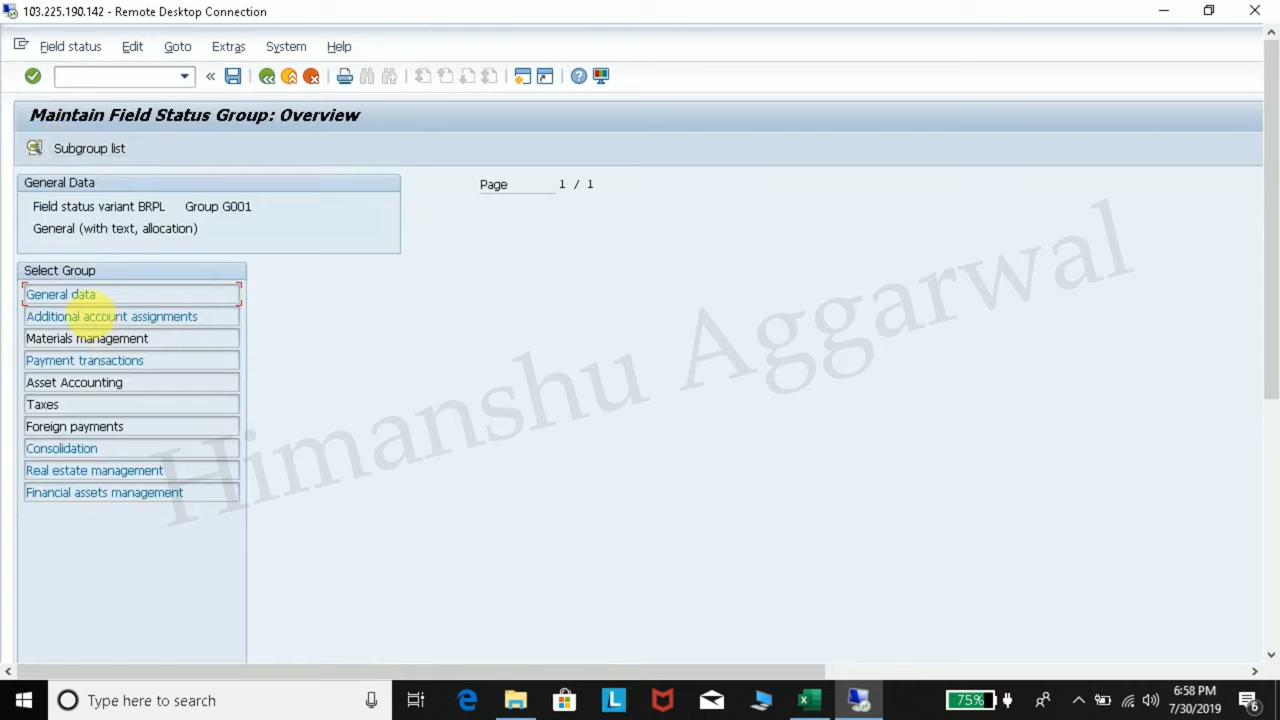 103.225.190.142 - Remote Desktop Connection
Field status Edit Goto Extras System Help
Maintain Field Status Group: Overview
Subgroup list
General Data
Page 1 / 1
Field status variant BRPL Group G001
General (with text, allocation)
Select Group
General data
Additional account assignments
Materials management
Payment transactions
Asset Accounting
Taxes
Foreign payments
Consolidation
Real estate management
Financial assets management
Himanshu Aggarwal
Type here to search
75%
6:58 PM
7/30/2019
6